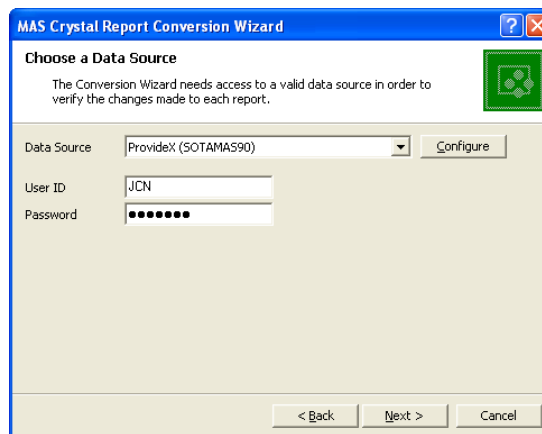 MAS Crystal Report Conversion Wizard
Choose a Data Source
The Conversion Wizard needs access to a valid data source in order to
verify the changes made to each report.
Data Source ProvideX (SOTAMAS90) Configure
User ID JCN
Password ●●●●●●●
< Back Next > Cancel